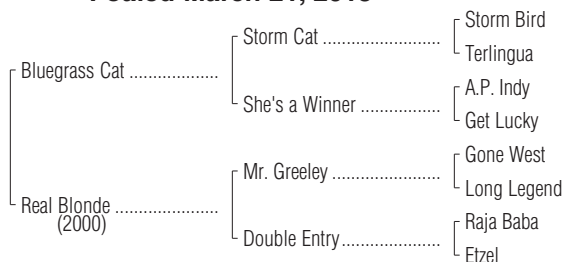 Foaled March
Storm Bird
Storm Cat ........................
Terlingua
Bluegrass Cat ..................
A.P. Indy
She's a Winner ................
Get Lucky
Gone West
Mr. Greeley ......................
Long Legend
Real Blonde .....................
(2000)
Raja Baba
Double Entry....................
Etzel